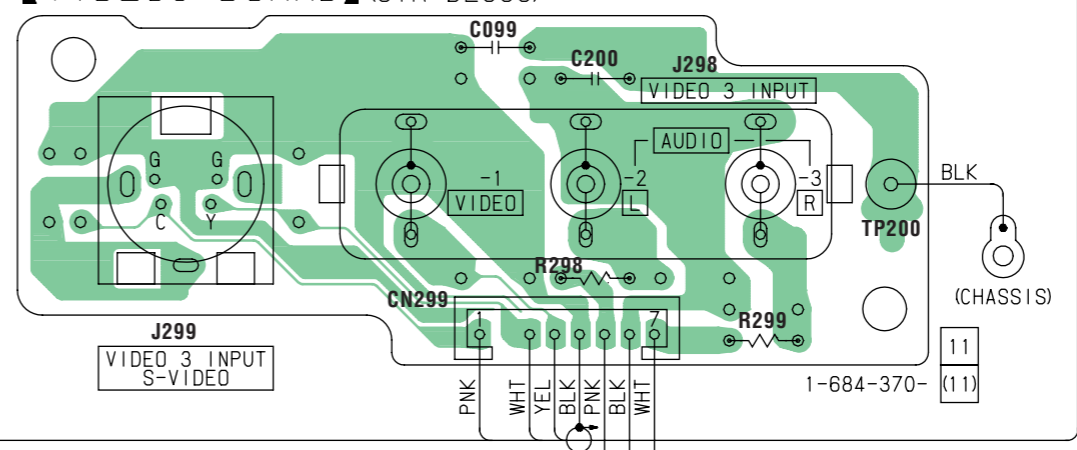 C099
C200
J298
VIDEO 3 INPUT
AUDIO
-1
VIDEO
-2
L
-3
R
G G
C Y
TP200
BLK
(CHASSIS)
R298
CN299
1 7
R299
J299
VIDEO 3 INPUT
S-VIDEO
PNK
WHT
YEL
BLK
PNK
BLK
WHT
1-684-370-
11
(11)